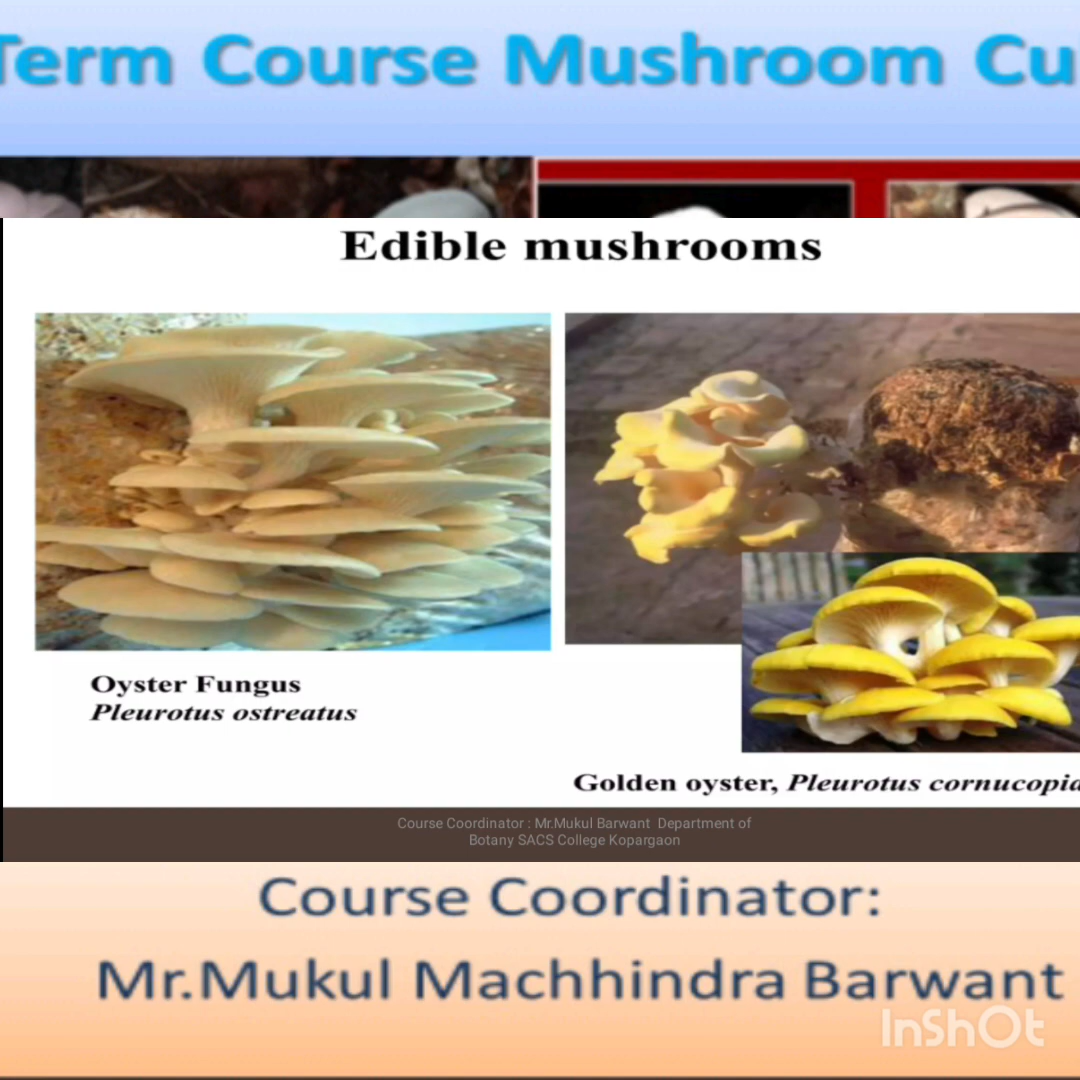 Term Course Mushroom Cu
Edible mushrooms
Oyster Fungus
Pleurotus ostreatus
Golden oyster, Pleurotus cornucopia
Course Coordinator : Mr.Mukul Barwant Department of
Botany SACS College Kopargaon
Course Coordinator:
Mr.Mukul Machhindra Barwant
InShOt